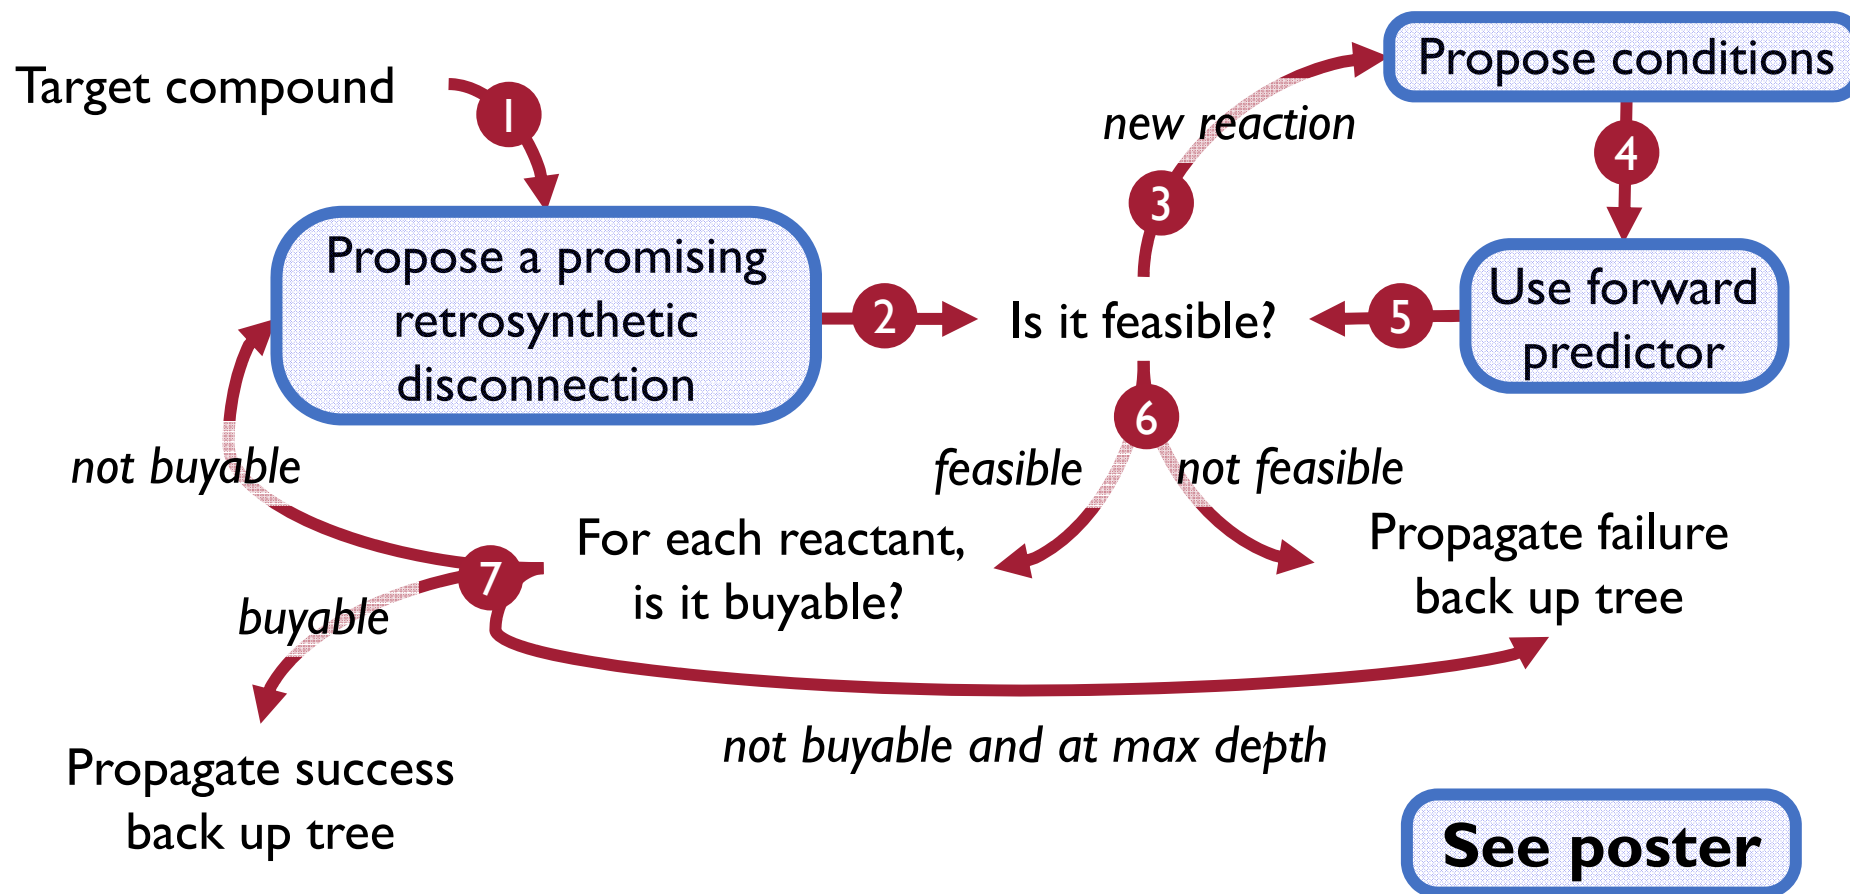 Target compound
1
Propose a promising
retrosynthetic
disconnection
2
Is it feasible?
3
new reaction
Propose conditions
4
Use forward
predictor
5
6
feasible
not feasible
For each reactant,
is it buyable?
Propagate failure
back up tree
7
not buyable
buyable
not buyable and at max depth
Propagate success
back up tree
See poster